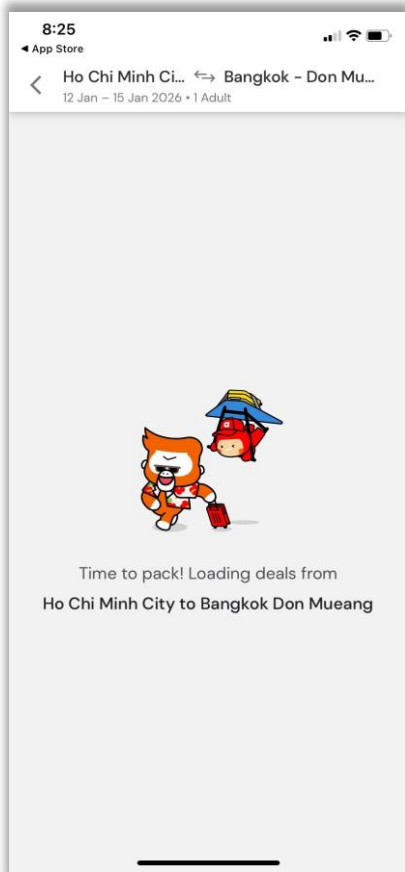 8:25
◀ App Store
Ho Chi Minh Ci... ⇆ Bangkok - Don Mu...
12 Jan – 15 Jan 2026 • 1 Adult
Time to pack! Loading deals from
Ho Chi Minh City to Bangkok Don Mueang